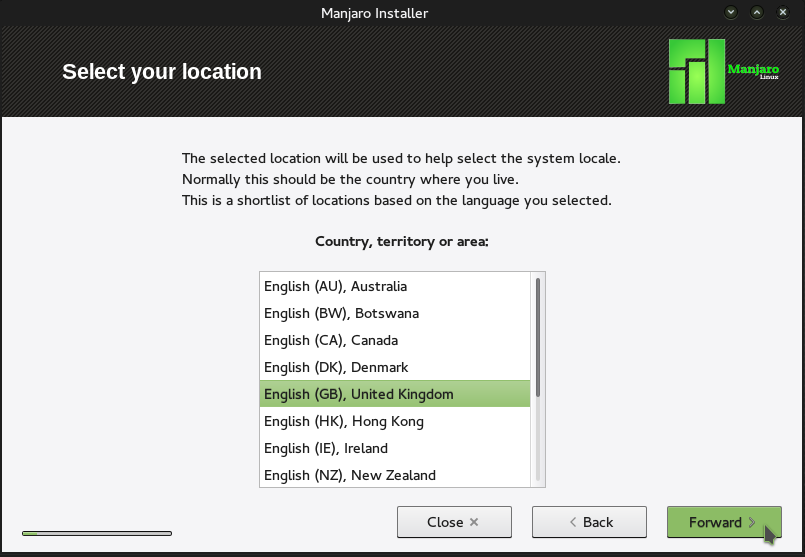 Manjaro Installer
Select your location
Manjaro
Linux
The selected location will be used to help select the system locale.
Normally this should be the country where you live.
This is a shortlist of locations based on the language you selected.
Country, territory or area:
English (AU), Australia
English (BW), Botswana
English (CA), Canada
English (DK), Denmark
English (GB), United Kingdom
English (HK), Hong Kong
English (IE), Ireland
English (NZ), New Zealand
Close
Back
Forward